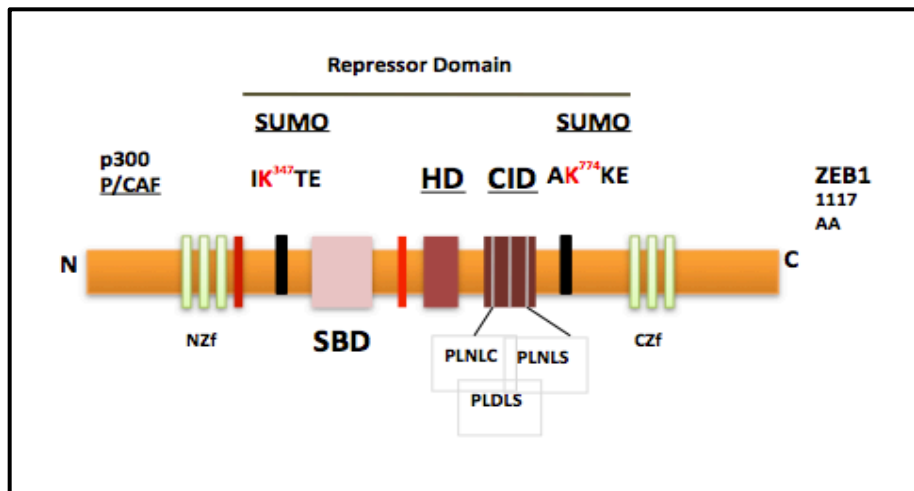 Repressor Domain
SUMO SUMO
p300
P/CAF
IK³⁴⁷TE
HD
CID
AK⁷⁷⁴KE
ZEB1
1117
AA
N
C
NZf
SBD
CZf
PLNLC
PLNLS
PLDLS